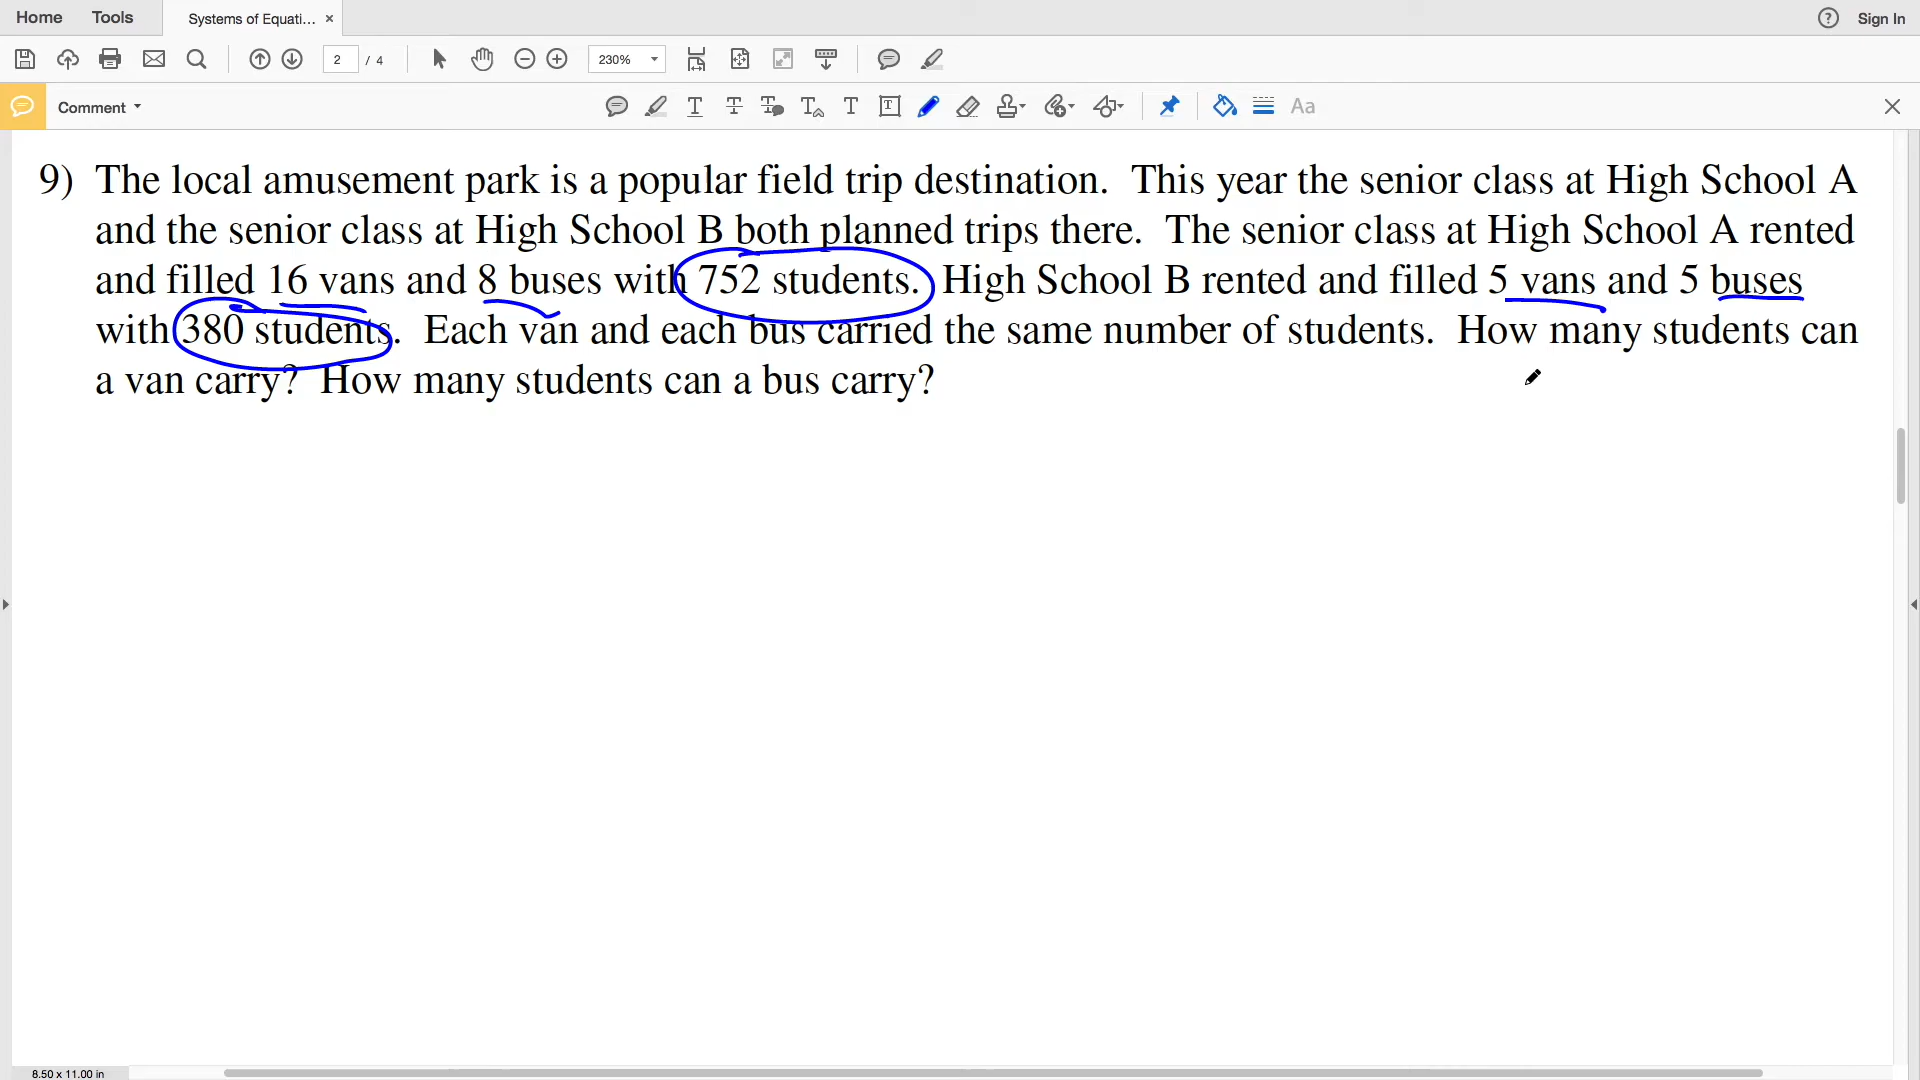 Home Tools Systems of Equati... × ? Sign In
2 / 4 230%
Comment T T T T T T Aa
9) The local amusement park is a popular field trip destination. This year the senior class at High School A
and the senior class at High School B both planned trips there. The senior class at High School A rented
and filled 16 vans and 8 buses with 752 students. High School B rented and filled 5 vans and 5 buses
with 380 students. Each van and each bus carried the same number of students. How many students can
a van carry? How many students can a bus carry?
8.50 x 11.00 in